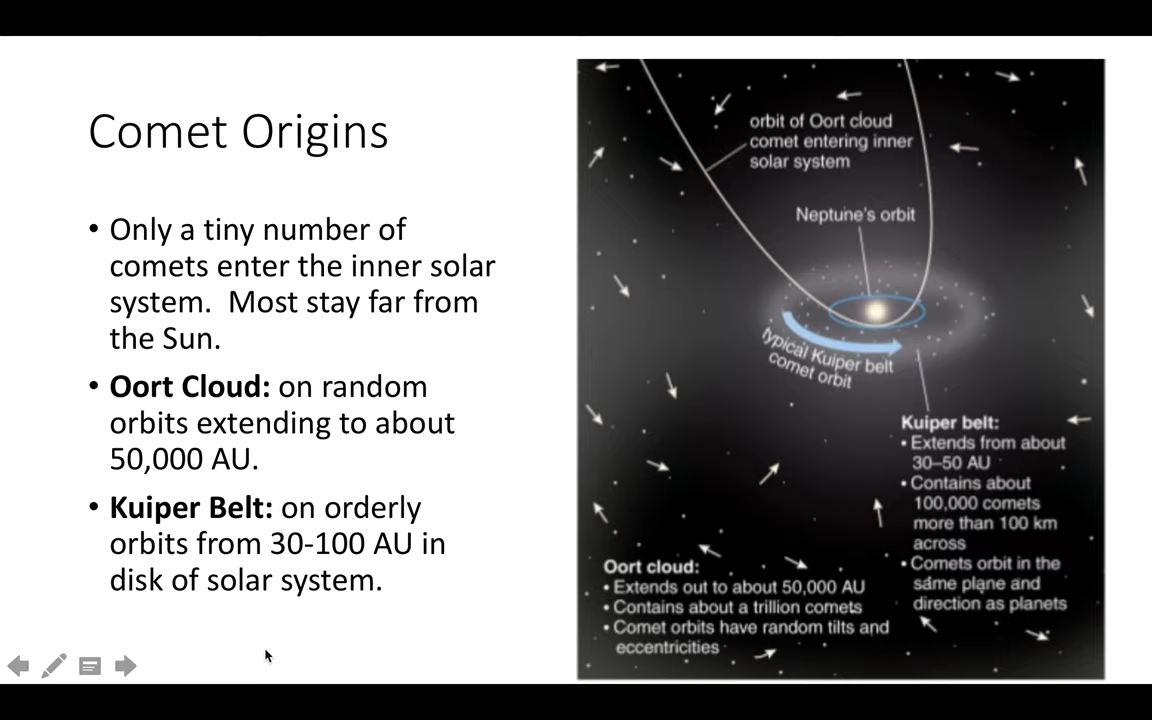 Comet Origins
• Only a tiny number of
comets enter the inner solar
system.  Most stay far from
the Sun.
• Oort Cloud: on random
orbits extending to about
50,000 AU.
• Kuiper Belt: on orderly
orbits from 30-100 AU in
disk of solar system.
orbit of Oort cloud
comet entering inner
solar system
Neptune's orbit
typical Kuiper belt
comet orbit
Kuiper belt:
• Extends from about
30–50 AU
• Contains about
100,000 comets
more than 100 km
across
• Comets orbit in the
same plane and
direction as planets
Oort cloud:
• Extends out to about 50,000 AU
• Contains about a trillion comets
• Comet orbits have random tilts and
eccentricities